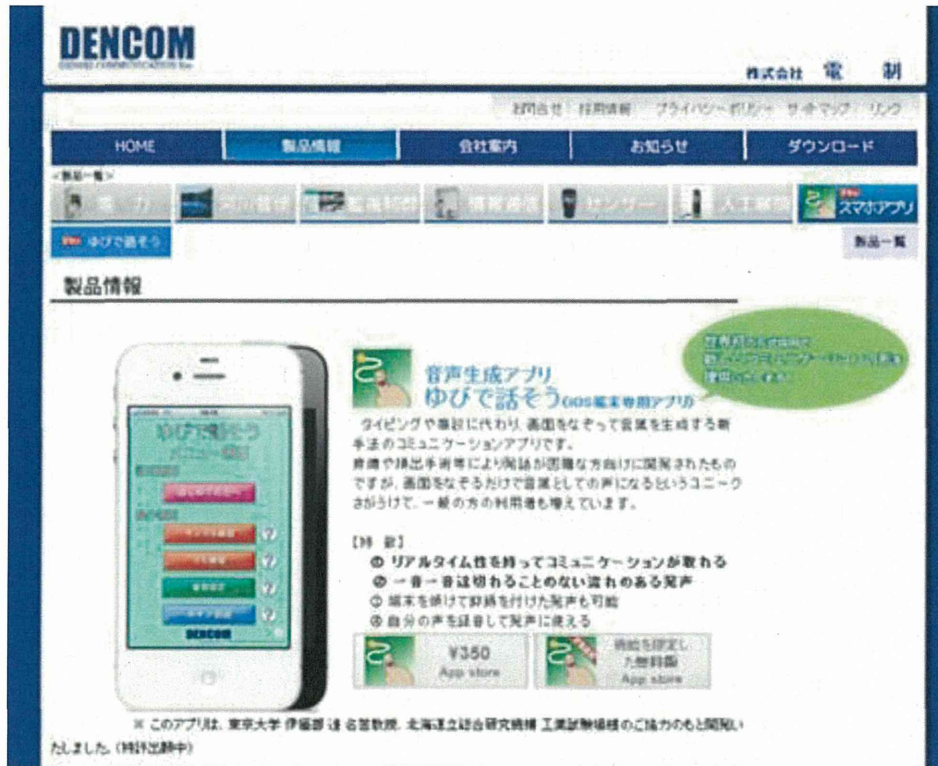 DENCOM
株式会社 電 制
お問合せ 採用情報 プライバシーポリシー サイトマップ リンク
HOME 製品情報 会社案内 お知らせ ダウンロード
<製品一覧>
電 力 センサー スマホアプリ
ゆびで話そう 製品一覧
製品情報
音声生成アプリ
ゆびで話そう(iOS端末専用アプリ)
タイピングや筆談に代わり、画面をなぞって言葉を生成する新
手法のコミュニケーションアプリです。
摘出手術等により発話が困難な方向けに開発されたもの
ですが、画面をなぞるだけで言葉としての声になるというユニーク
さがうけて、一般の方の利用者も増えています。
【特 徴】
① リアルタイム性を持ってコミュニケーションが取れる
② 一音一音途切れることのない流れのある発声
③ 端末を傾けて抑揚を付けた発声も可能
④ 自分の声を録音して発声に使える
¥350
App store
機能を限定し
た無料版
App store
ゆびで話そう
メニュー
DENCOM
※ このアプリは、東京大学 伊福部 達 名誉教授、北海道立総合研究機構 工業試験場様のご協力のもと開発い
たしました。(特許出願中)